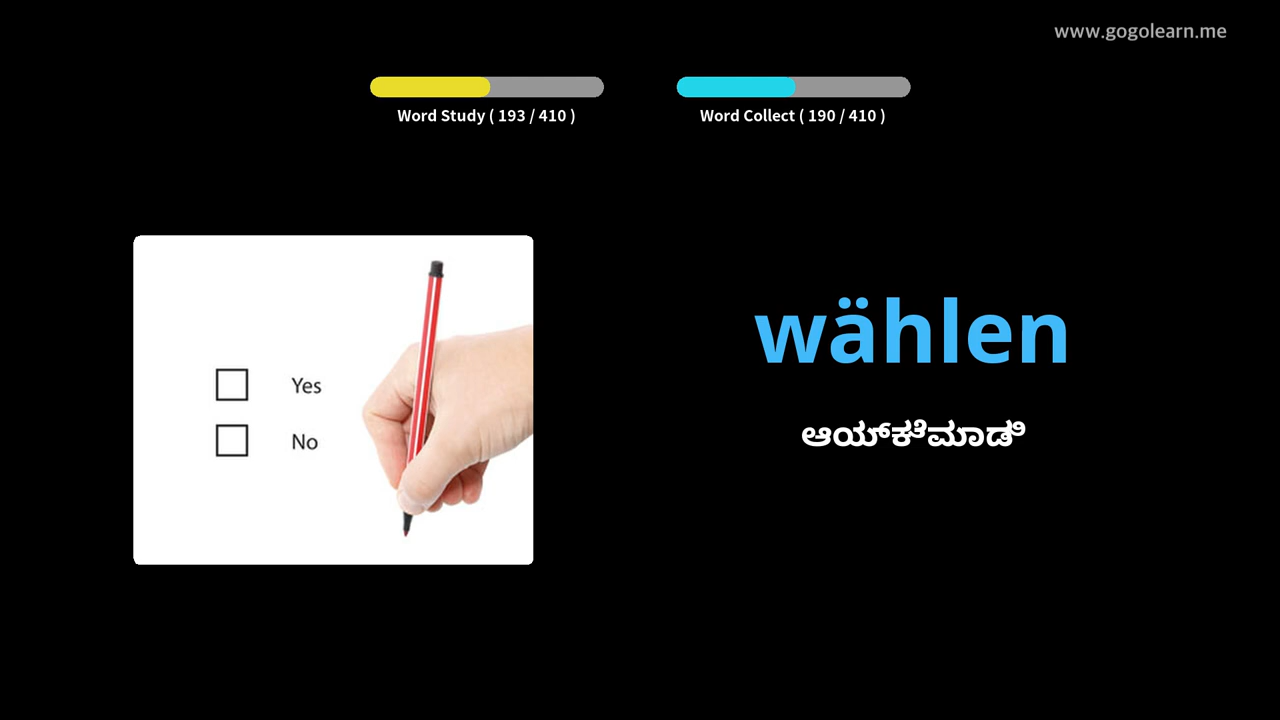 www.gogolearn.me
Word Study ( 193 / 410 )
Word Collect ( 190 / 410 )
wählen
ಆಯ್ಕೆಮಾಡಿ
Yes
No